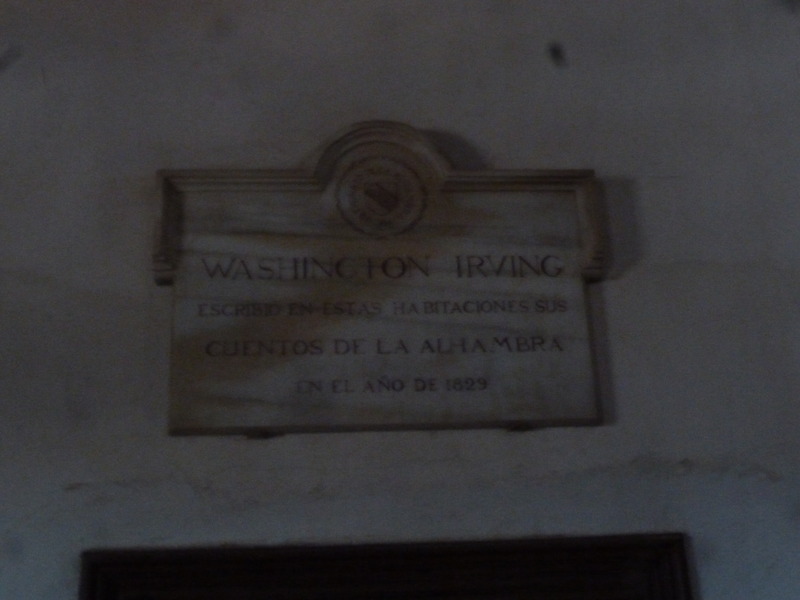 WASHINGTON IRVING
ESCRIBIO EN ESTAS HABITACIONES SUS
CUENTOS DE LA ALHAMBRA
EN EL AÑO DE 1829